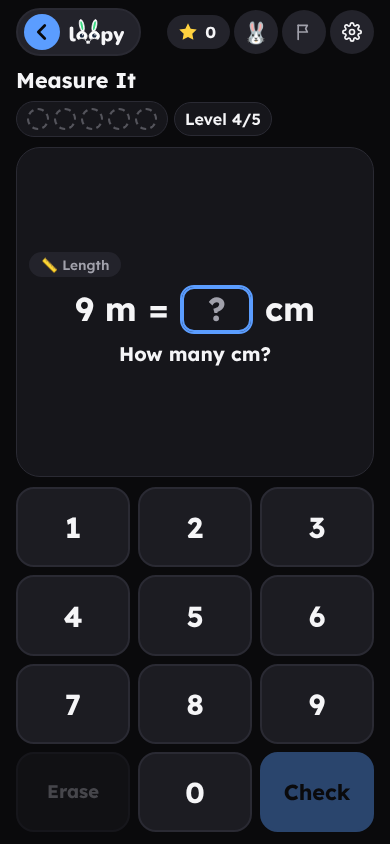 loopy
0
Measure It
Level 4/5
Length
9 m = ? cm
How many cm?
1 2 3
4 5 6
7 8 9
Erase 0 Check